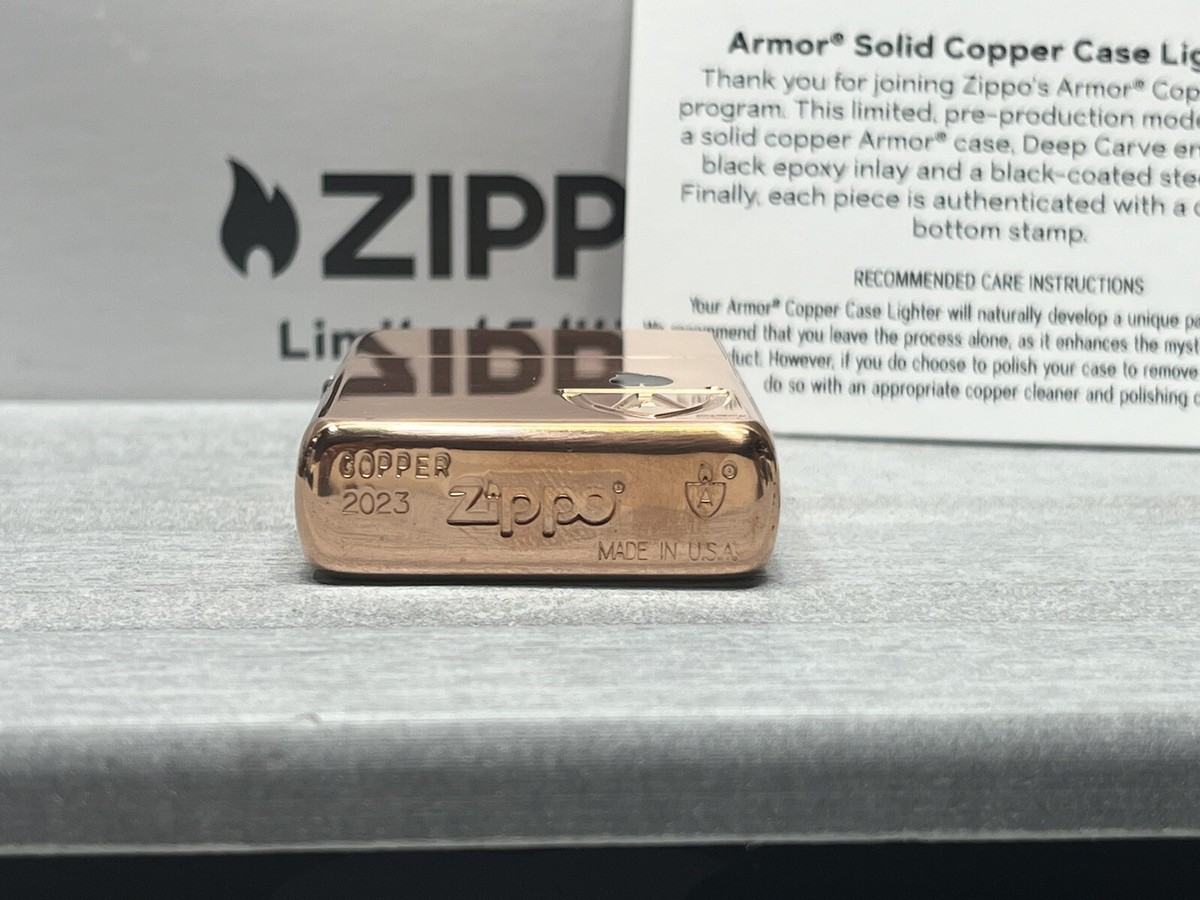 ZIPP
Armor® Solid Copper Case Lig
Thank you for joining Zippo's Armor® Cop
program. This limited, pre-production mode
a solid copper Armor® case, Deep Carve en
black epoxy inlay and a black-coated stee
Finally, each piece is authenticated with a c
bottom stamp.
RECOMMENDED CARE INSTRUCTIONS
Your Armor® Copper Case Lighter will naturally develop a unique pa
We recommend that you leave the process alone, as it enhances the myst
duct. However, if you do choose to polish your case to remove
do so with an appropriate copper cleaner and polishing c
COPPER
2023
Zippo®
A ®
MADE IN U.S.A.